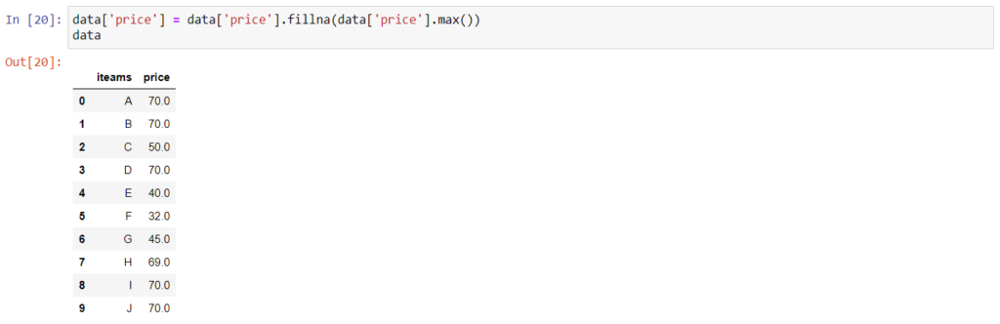 In [20]: data['price'] = data['price'].fillna(data['price'].max())
data
Out[20]:
iteams price
0 A 70.0
1 B 70.0
2 C 50.0
3 D 70.0
4 E 40.0
5 F 32.0
6 G 45.0
7 H 69.0
8 I 70.0
9 J 70.0